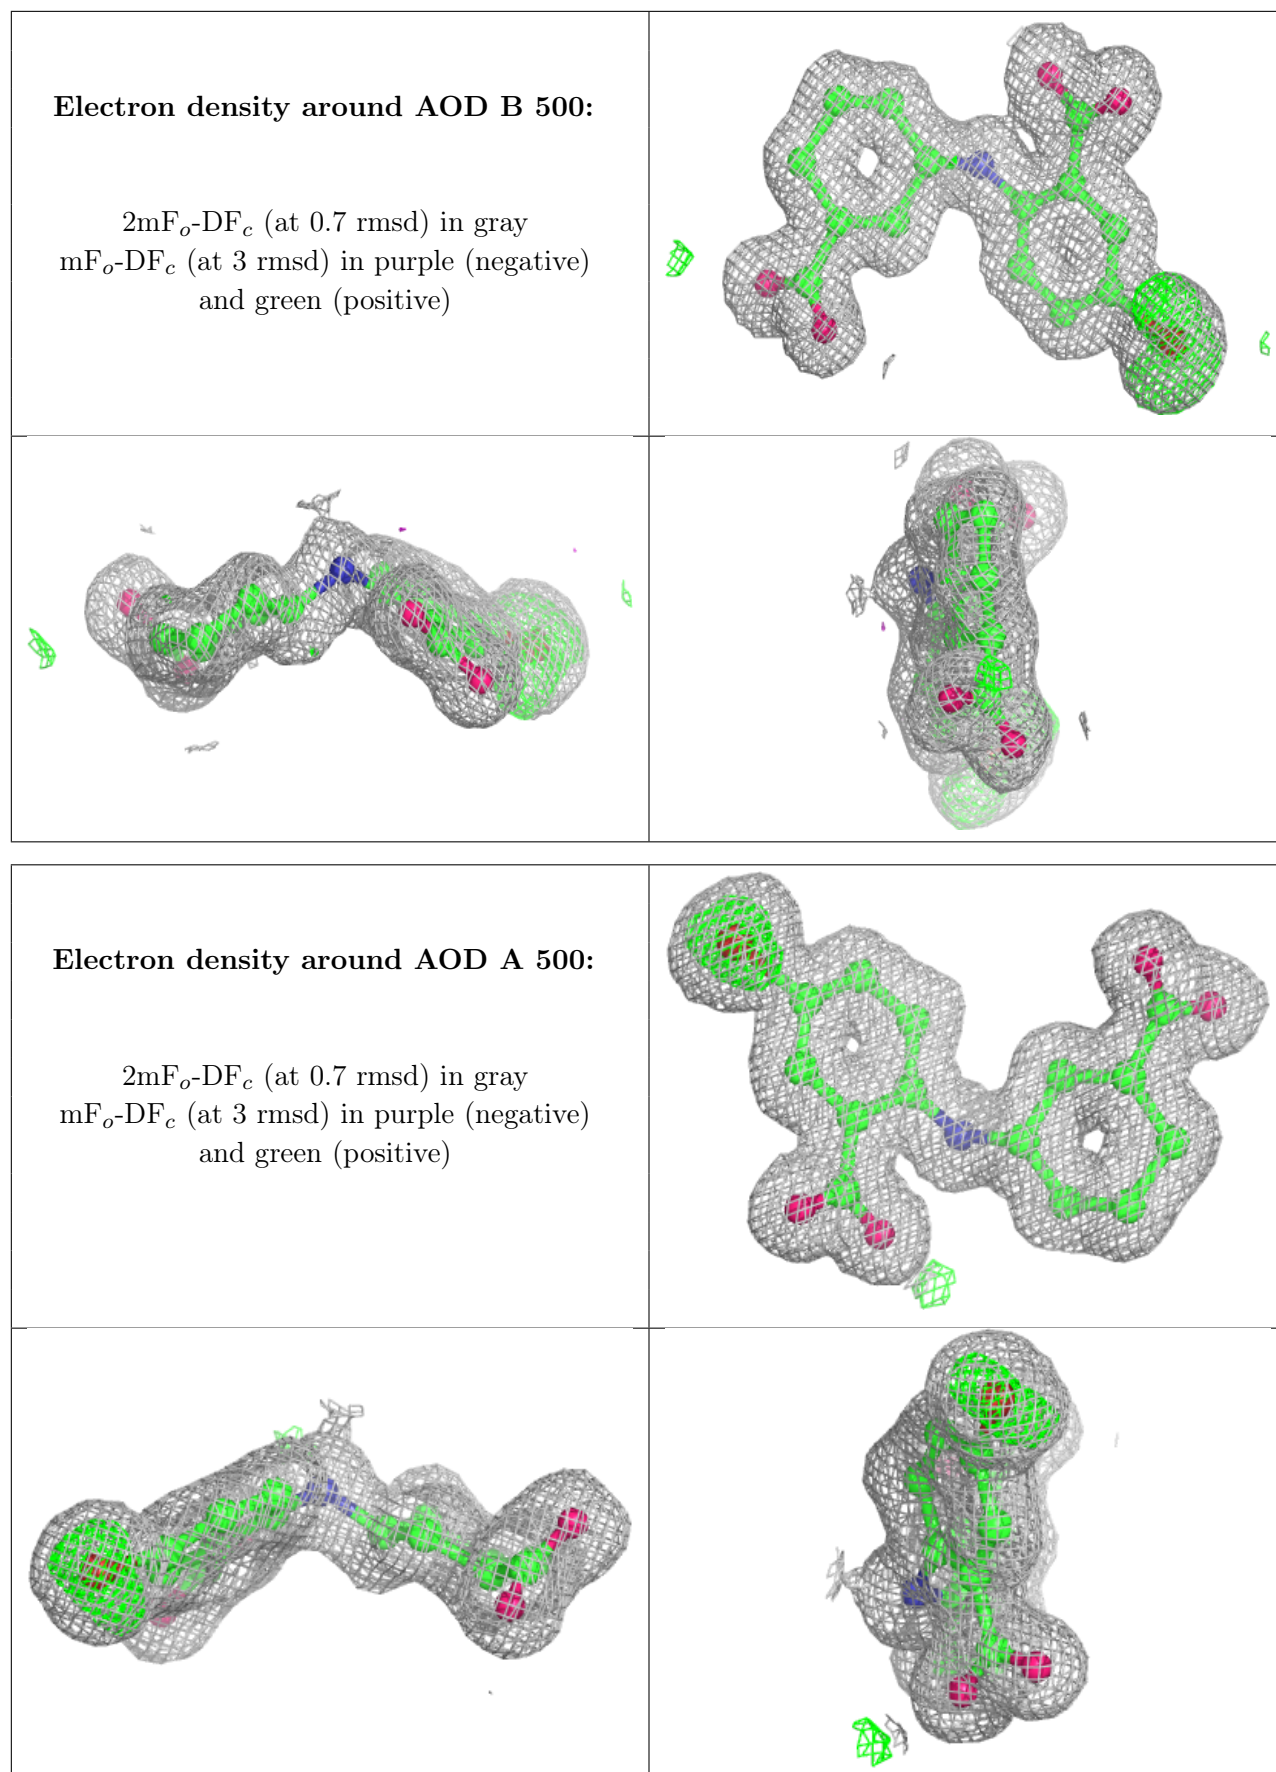 Electron density around AOD B 500:
2mFo-DFc (at 0.7 rmsd) in gray
mFo-DFc (at 3 rmsd) in purple (negative)
and green (positive)
Electron density around AOD A 500:
2mFo-DFc (at 0.7 rmsd) in gray
mFo-DFc (at 3 rmsd) in purple (negative)
and green (positive)